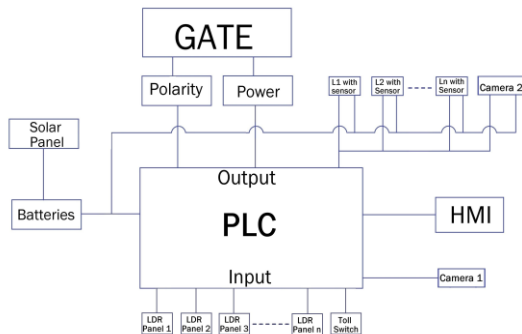 GATE
Polarity
Power
L1 with
sensor
L2 with
Sensor
Ln with
Sensor
Camera 2
Solar
Panel
Batteries
Output
PLC
Input
HMI
Camera 1
LDR
Panel 1
LDR
Panel 2
LDR
Panel 3
LDR
Panel n
Toll
Switch